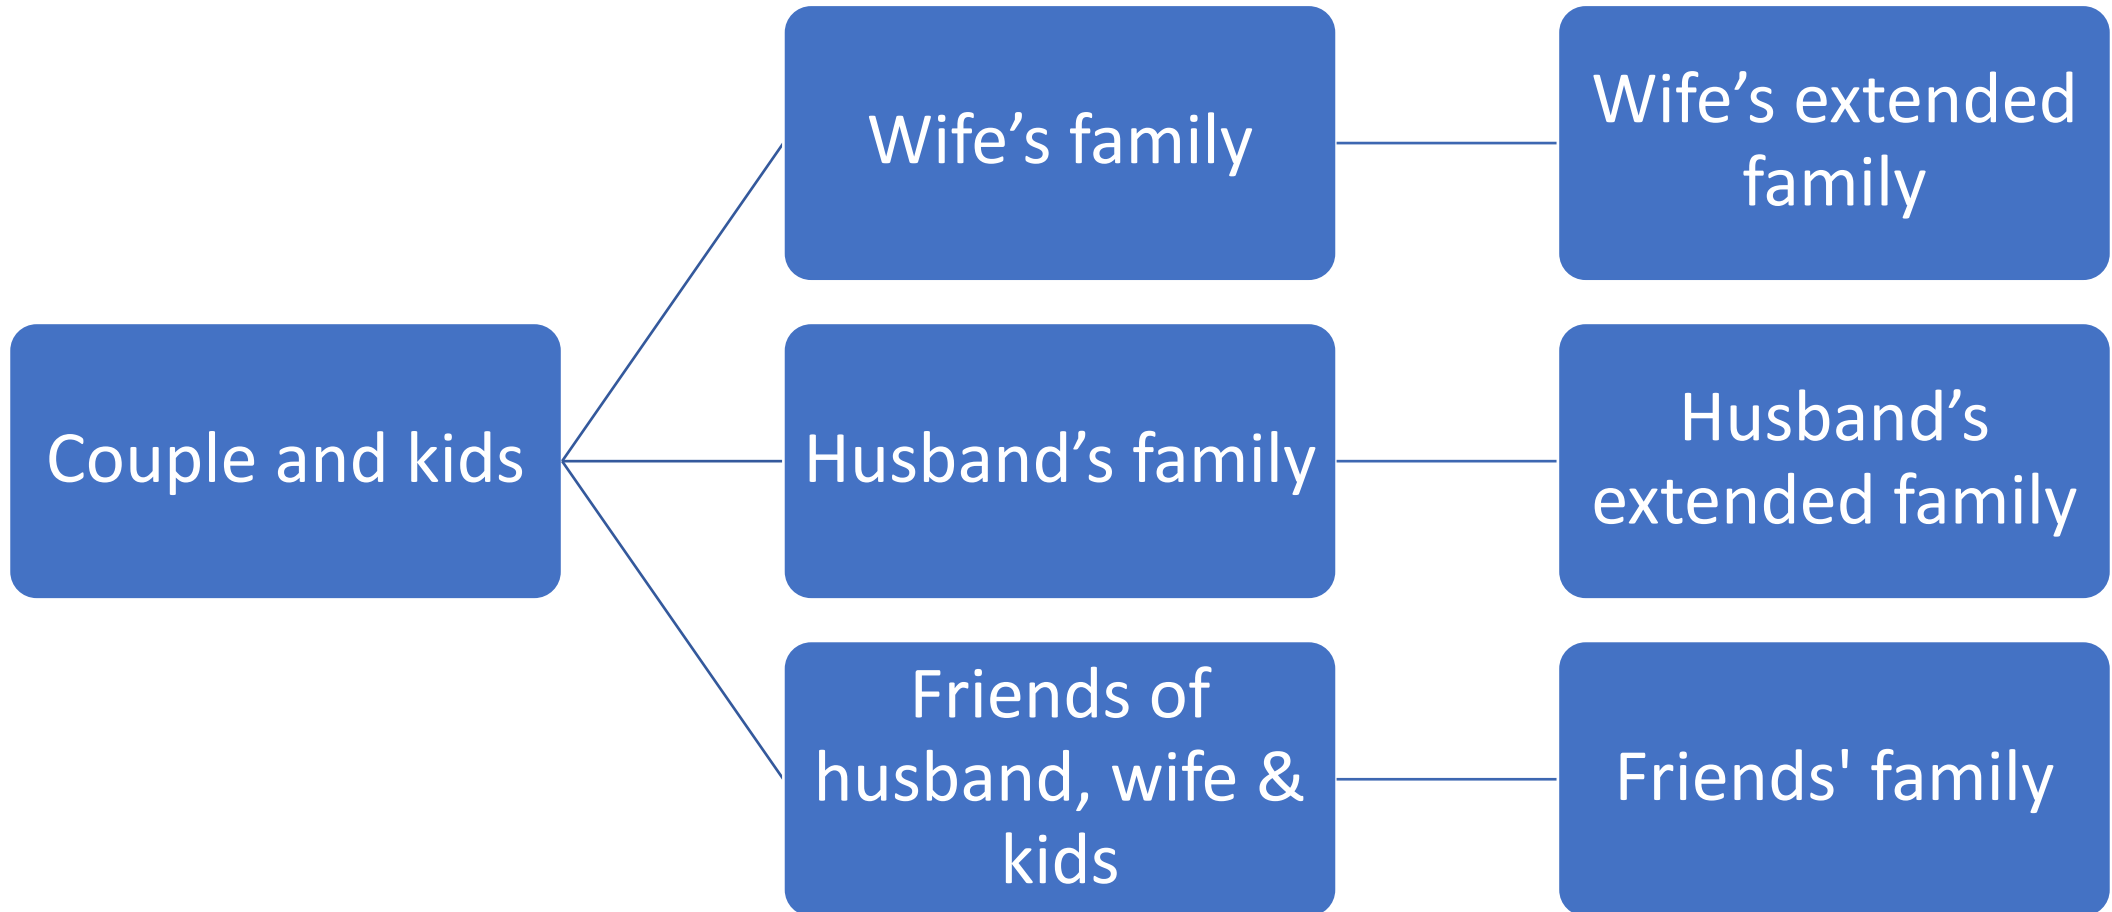 Couple and kids
Wife’s family
Wife’s extended
family
Husband’s family
Husband’s
extended family
Friends of
husband, wife &
kids
Friends' family